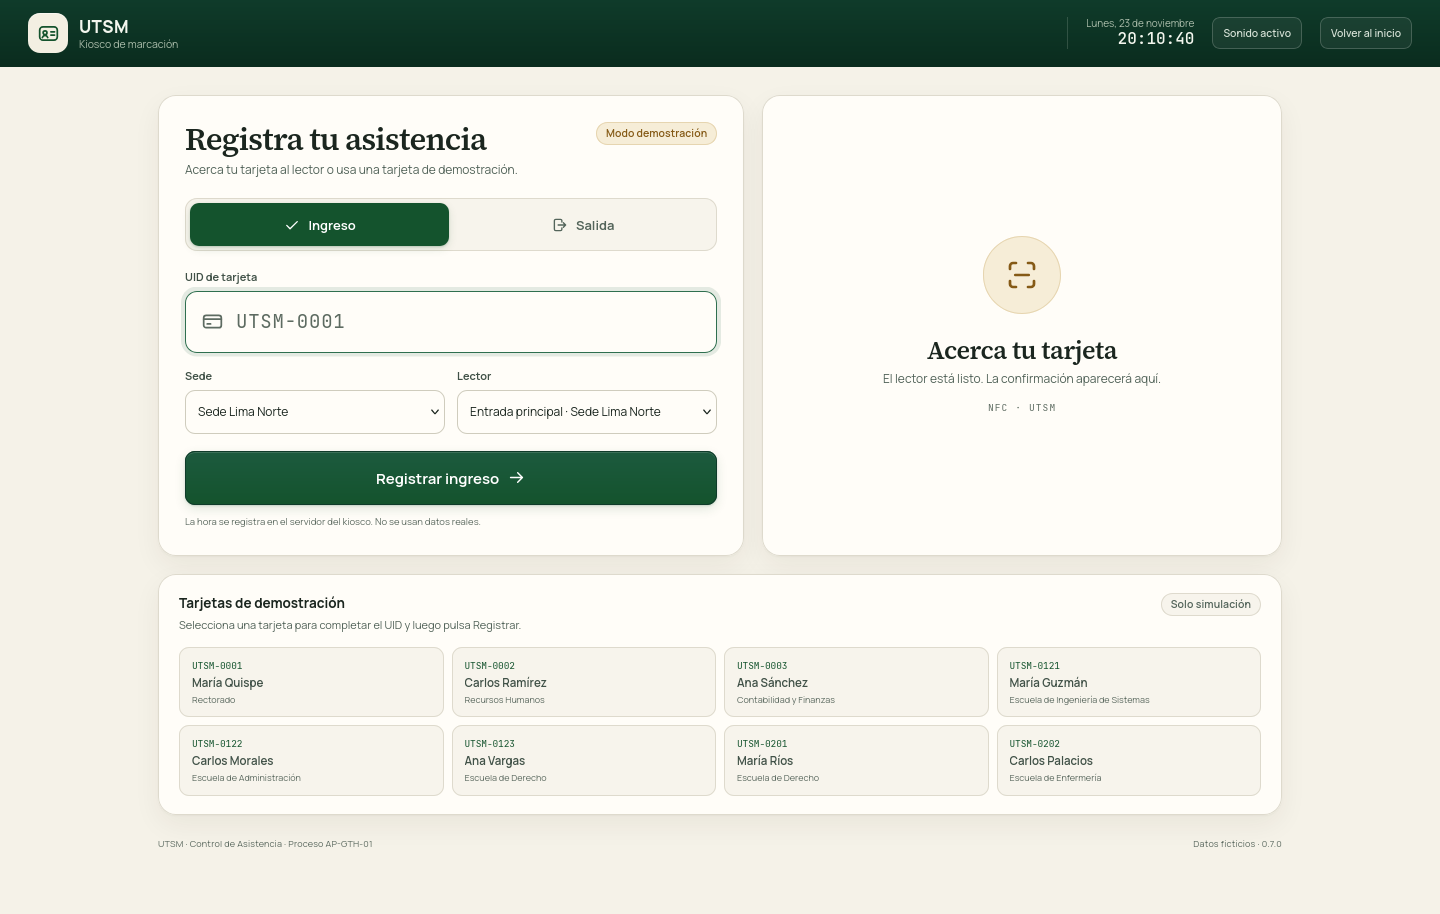 UTSM
Kiosco de marcación
Lunes, 23 de noviembre
20:10:40
Sonido activo
Volver al inicio
Registra tu asistencia
Modo demostración
Acerca tu tarjeta al lector o usa una tarjeta de demostración.
Ingreso
Salida
UID de tarjeta
UTSM-0001
Sede
Lector
Sede Lima Norte
Entrada principal · Sede Lima Norte
Registrar ingreso
La hora se registra en el servidor del kiosco. No se usan datos reales.
Acerca tu tarjeta
El lector está listo. La confirmación aparecerá aquí.
NFC · UTSM
Tarjetas de demostración
Solo simulación
Selecciona una tarjeta para completar el UID y luego pulsa Registrar.
UTSM-0001
María Quispe
Rectorado
UTSM-0002
Carlos Ramírez
Recursos Humanos
UTSM-0003
Ana Sánchez
Contabilidad y Finanzas
UTSM-0121
María Guzmán
Escuela de Ingeniería de Sistemas
UTSM-0122
Carlos Morales
Escuela de Administración
UTSM-0123
Ana Vargas
Escuela de Derecho
UTSM-0201
María Ríos
Escuela de Derecho
UTSM-0202
Carlos Palacios
Escuela de Enfermería
UTSM · Control de Asistencia · Proceso AP-GTH-01
Datos ficticios · 0.7.0